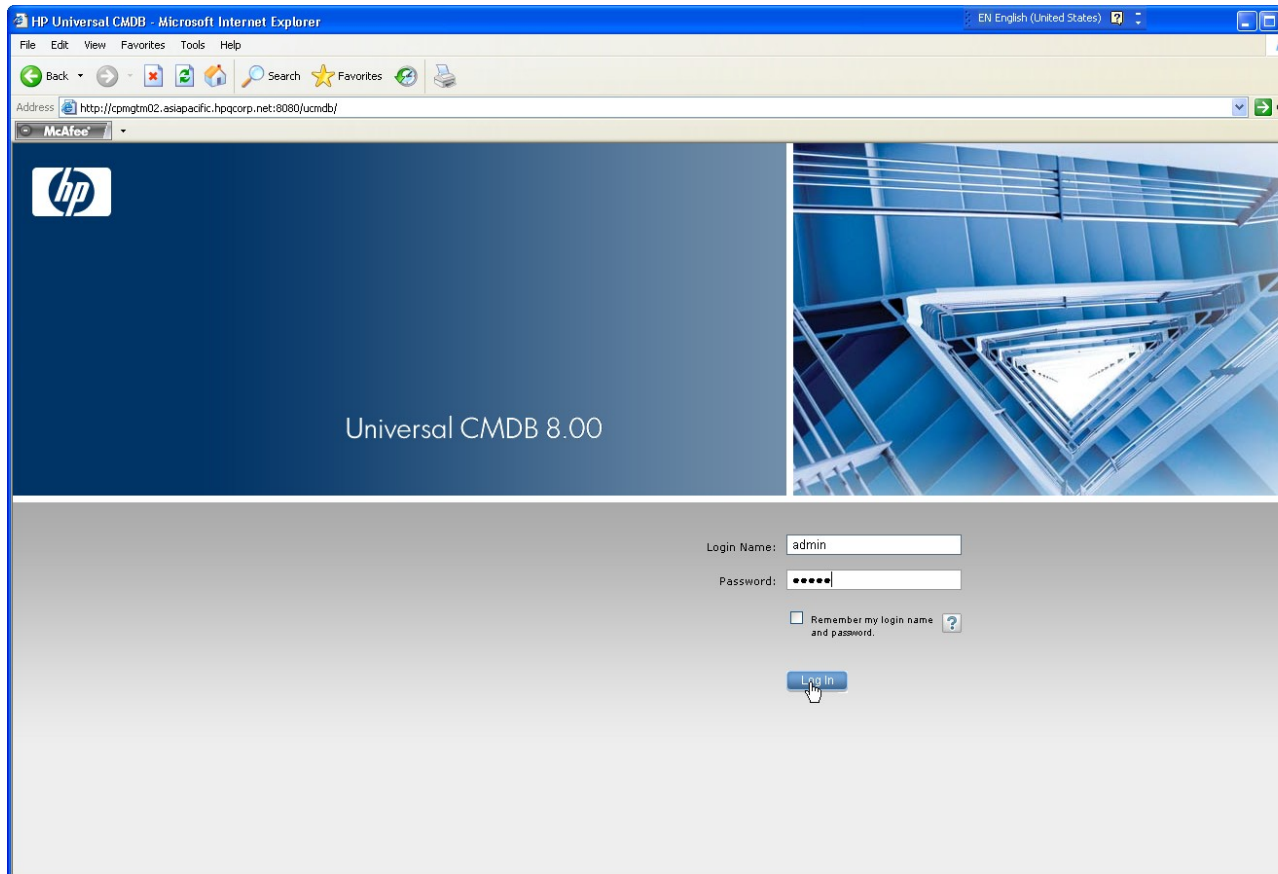 HP Universal CMDB - Microsoft Internet Explorer
EN English (United States)
File Edit View Favorites Tools Help
Back Search Favorites
Address http://cpmgtm02.asiapacific.hpqcorp.net:8080/ucmdb/
McAfee
hp
Universal CMDB 8.00
Login Name: admin
Password: •••••
Remember my login name ?
and password.
Log In